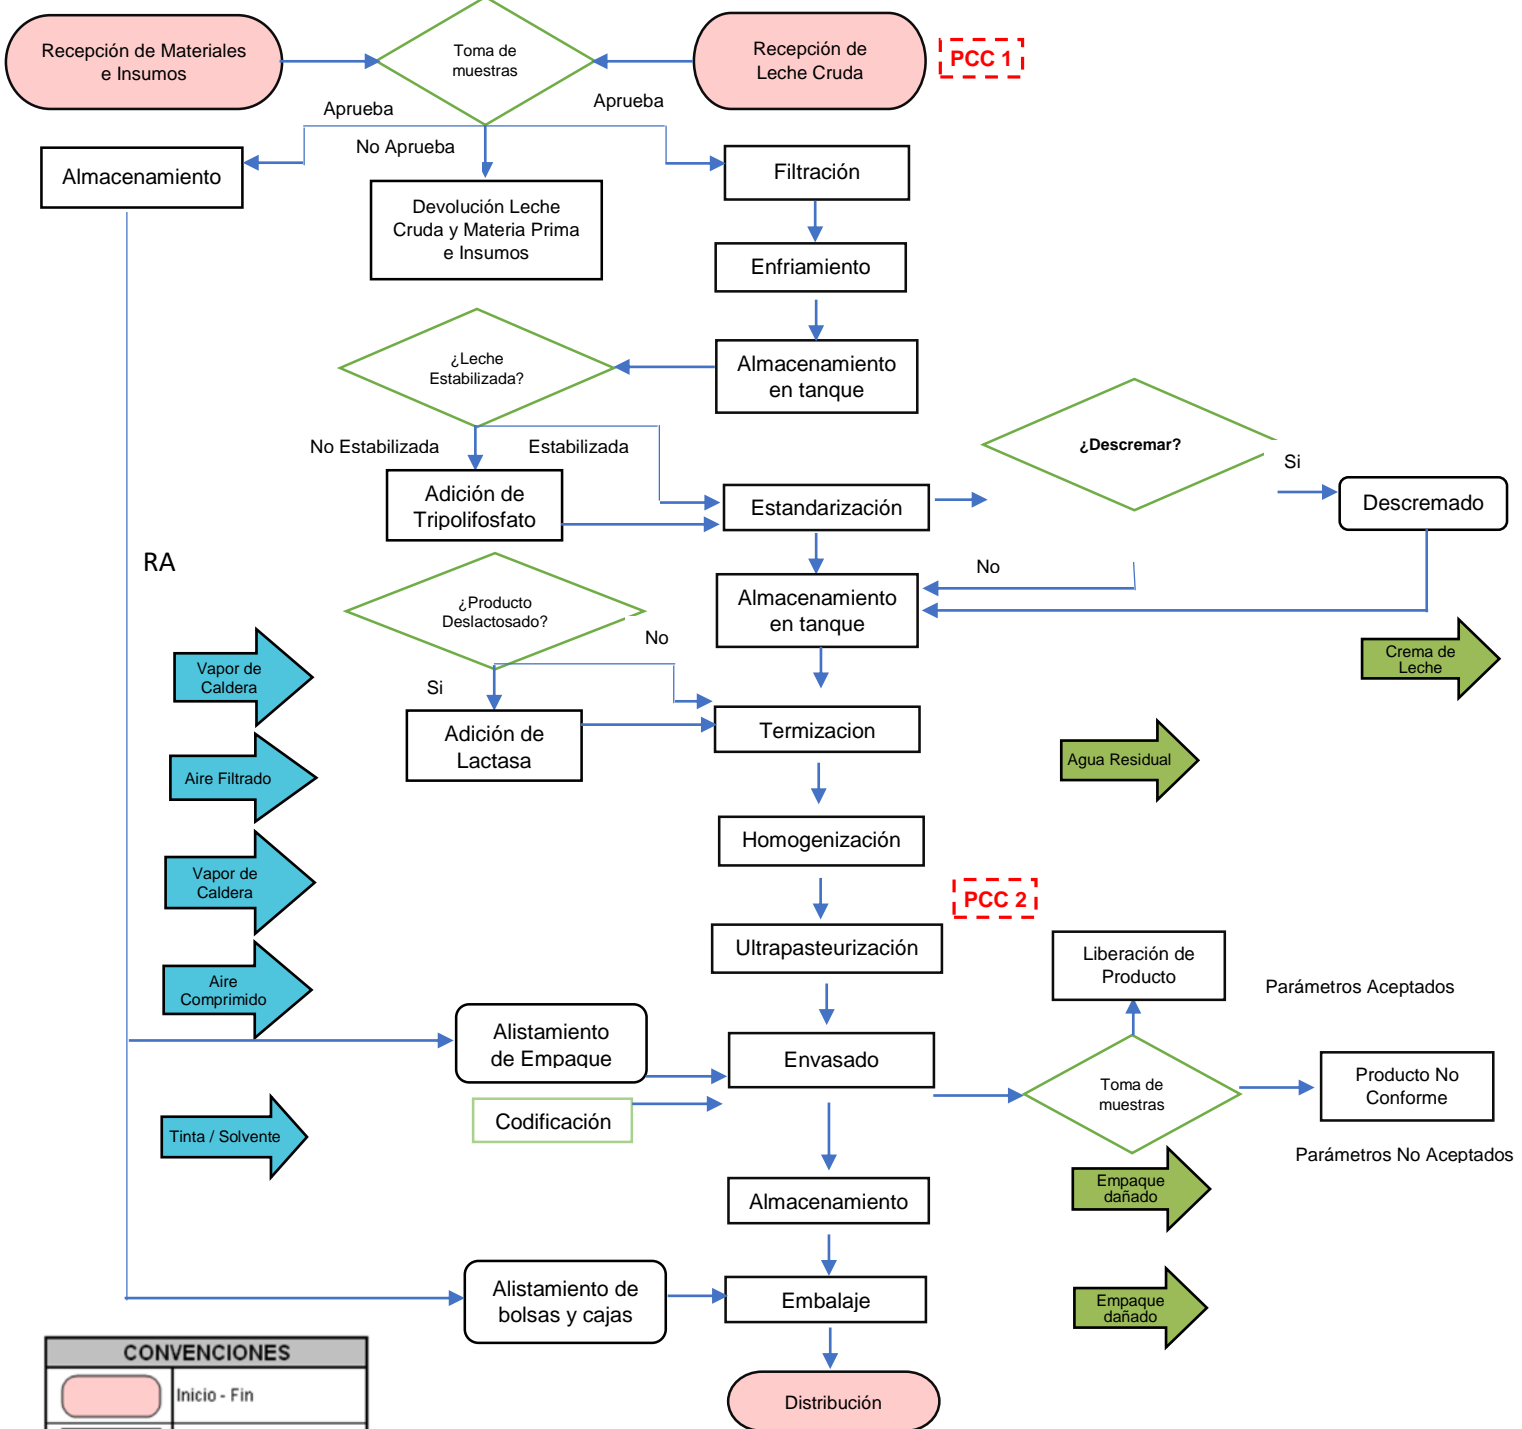 Recepción de Materiales
e Insumos
Toma de
muestras
Recepción de
Leche Cruda
PCC 1
Aprueba
Aprueba
No Aprueba
Almacenamiento
Devolución Leche
Cruda y Materia Prima
e Insumos
Filtración
Enfriamiento
¿Leche
Estabilizada?
Almacenamiento
en tanque
¿Descremar?
No Estabilizada
Estabilizada
Si
Adición de
Tripolifosfato
Estandarización
Descremado
RA
No
¿Producto
Deslactosado?
Almacenamiento
en tanque
No
Crema de
Leche
Vapor de
Caldera
Si
Adición de
Lactasa
Termizacion
Agua Residual
Aire Filtrado
Homogenización
Vapor de
Caldera
PCC 2
Ultrapasteurización
Liberación de
Producto
Parámetros Aceptados
Aire
Comprimido
Alistamiento
de Empaque
Envasado
Toma de
muestras
Producto No
Conforme
Codificación
Tinta / Solvente
Parámetros No Aceptados
Almacenamiento
Empaque
dañado
Alistamiento de
bolsas y cajas
Embalaje
Empaque
dañado
CONVENCIONES
Inicio - Fin
Distribución